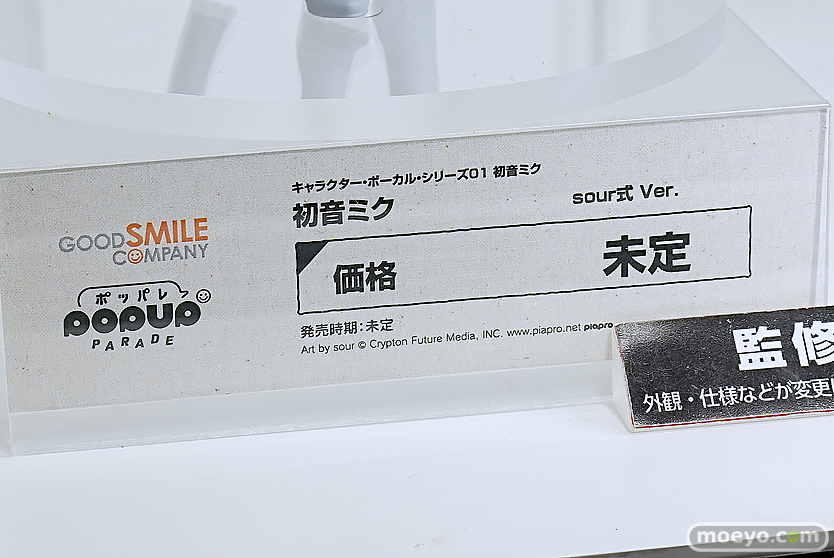 キャラクター・ボーカル・シリーズ01 初音ミク
初音ミク
sour式 Ver.
GOOD SMILE
COMPANY
価格 未定
ポッパレ
POPUP
PARADE
発売時期：未定
Art by sour © Crypton Future Media, INC. www.piapro.net piapro
監修
外観・仕様などが変更
moeyo.com